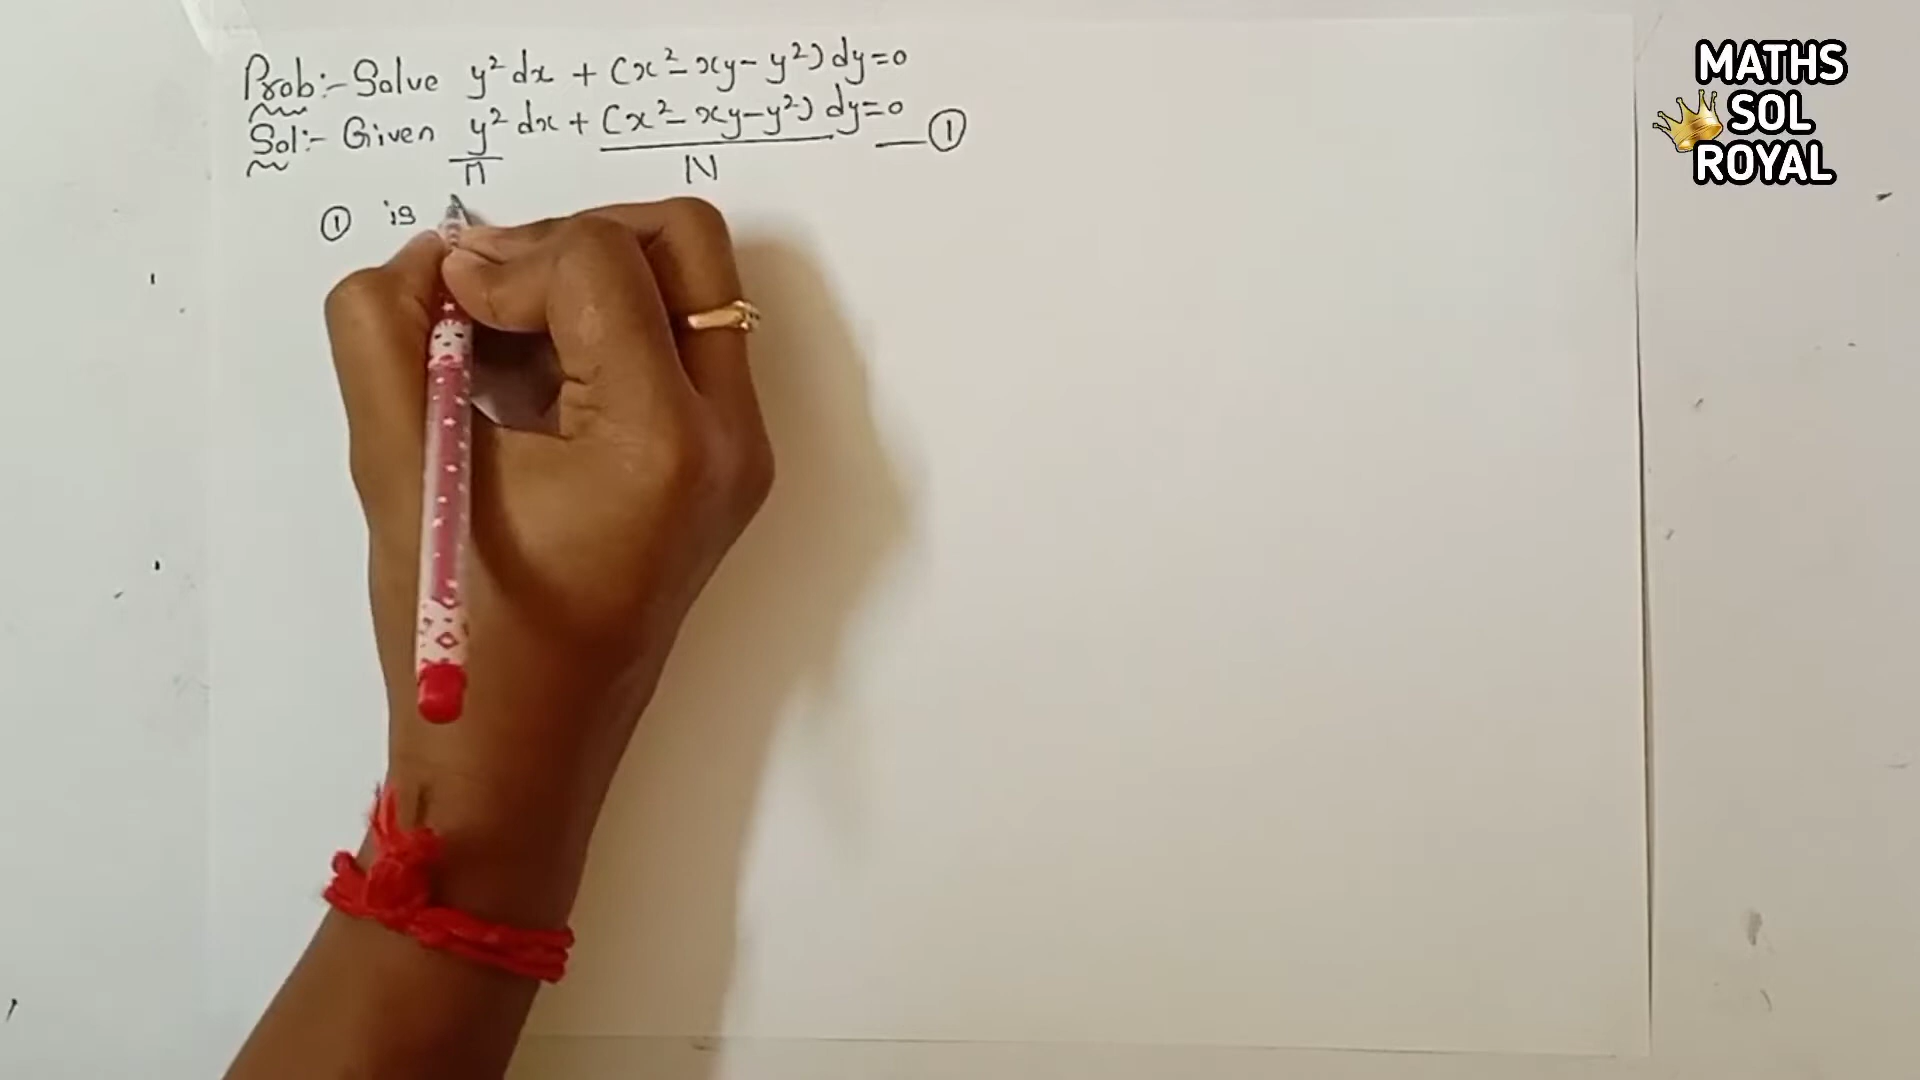 Prob:- Solve y² dx + (x² - xy - y²) dy = 0
Sol:- Given y² dx + (x² - xy - y²) dy = 0 — ①
M N
① is
MATHS
SOL
ROYAL